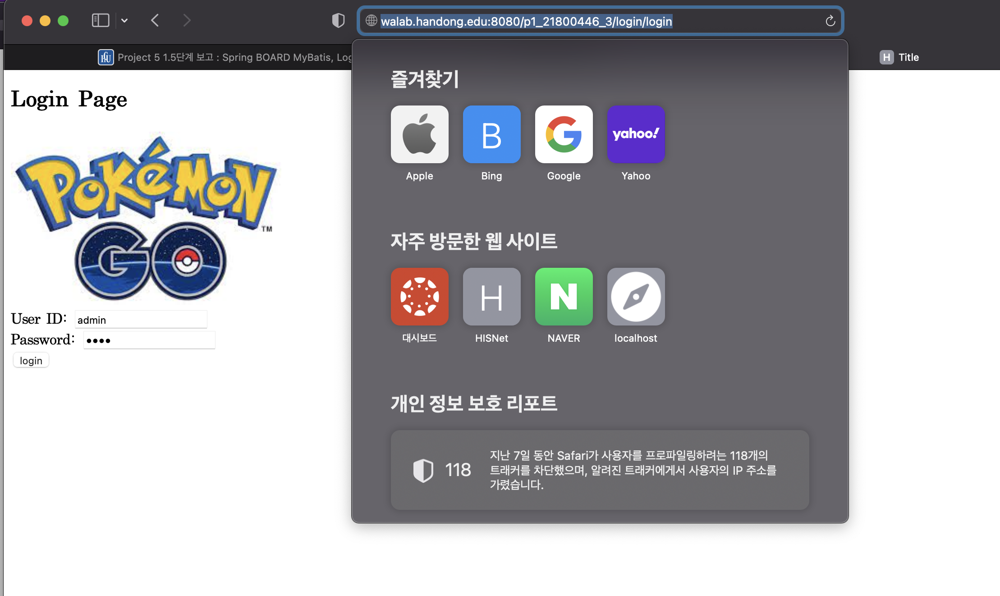 walab.handong.edu:8080/p1_21800446_3/login/login
Project 5 1.5단계 보고 : Spring BOARD MyBatis, Log
H Title
Login Page
POKéMON
TM
GO
User ID: admin
Password: ••••
login
즐겨찾기
B
yahoo!
Apple Bing Google Yahoo
자주 방문한 웹 사이트
H N
대시보드 HISNet NAVER localhost
개인 정보 보호 리포트
118
지난 7일 동안 Safari가 사용자를 프로파일링하려는 118개의
트래커를 차단했으며, 알려진 트래커에게서 사용자의 IP 주소를
가렸습니다.